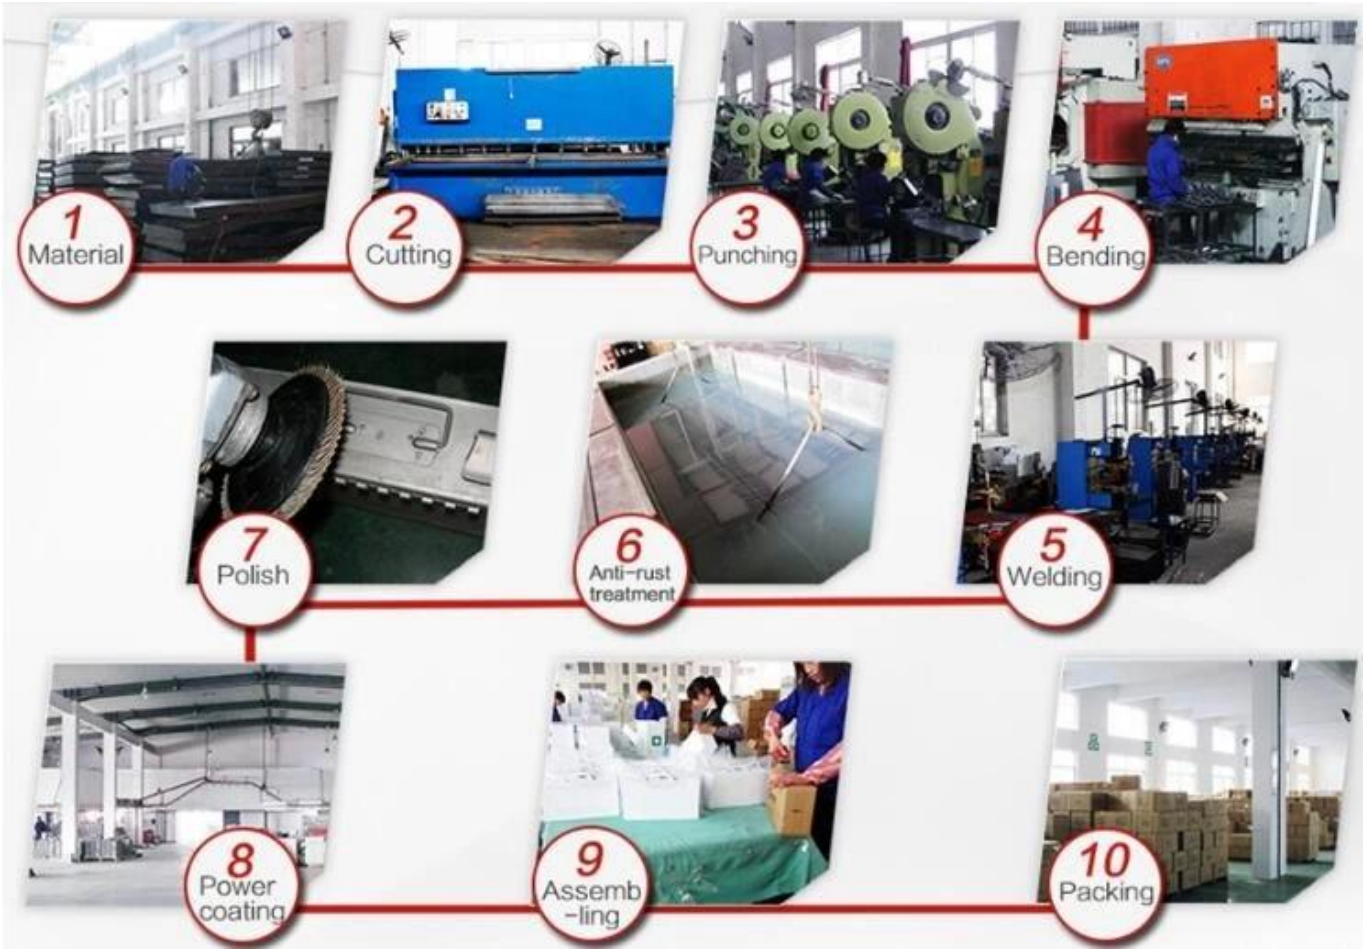 1
Material
2
Cutting
3
Punching
4
Bending
5
Welding
6
Anti-rust
treatment
7
Polish
8
Power
coating
9
Assemb
-ling
10
Packing